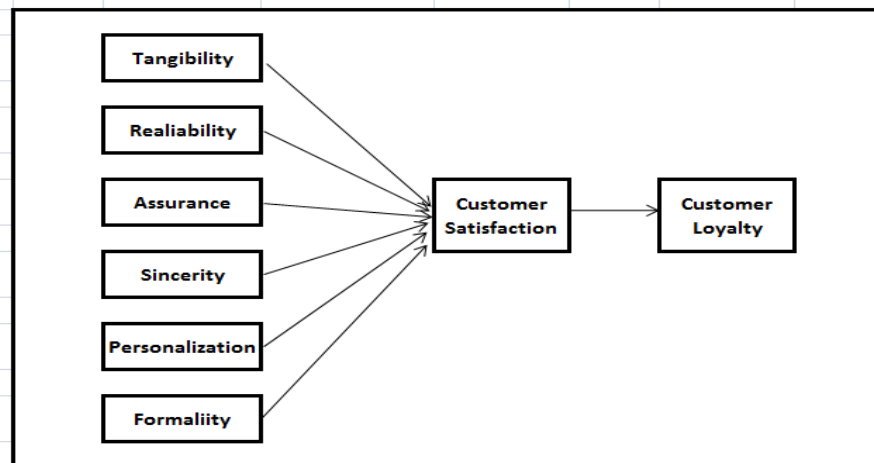 Tangibility
Realiability
Assurance
Sincerity
Personalization
Formaliity
Customer
Satisfaction
Customer
Loyalty